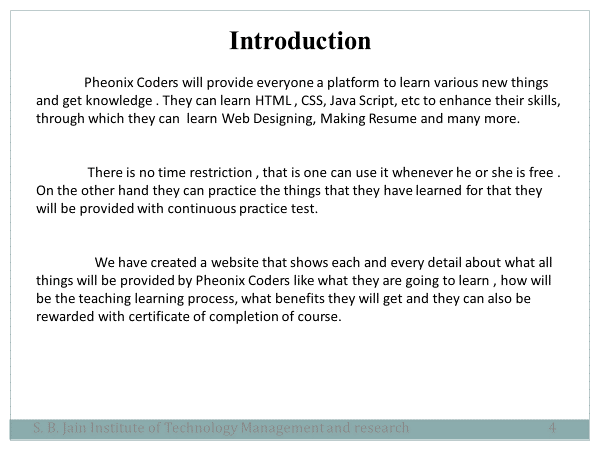 Introduction
Pheonix Coders will provide everyone a platform to learn various new things
and get knowledge . They can learn HTML , CSS, Java Script, etc to enhance their skills,
through which they can  learn Web Designing, Making Resume and many more.
There is no time restriction , that is one can use it whenever he or she is free .
On the other hand they can practice the things that they have learned for that they
will be provided with continuous practice test.
We have created a website that shows each and every detail about what all
things will be provided by Pheonix Coders like what they are going to learn , how will
be the teaching learning process, what benefits they will get and they can also be
rewarded with certificate of completion of course.
S. B. Jain Institute of Technology Management and research 4